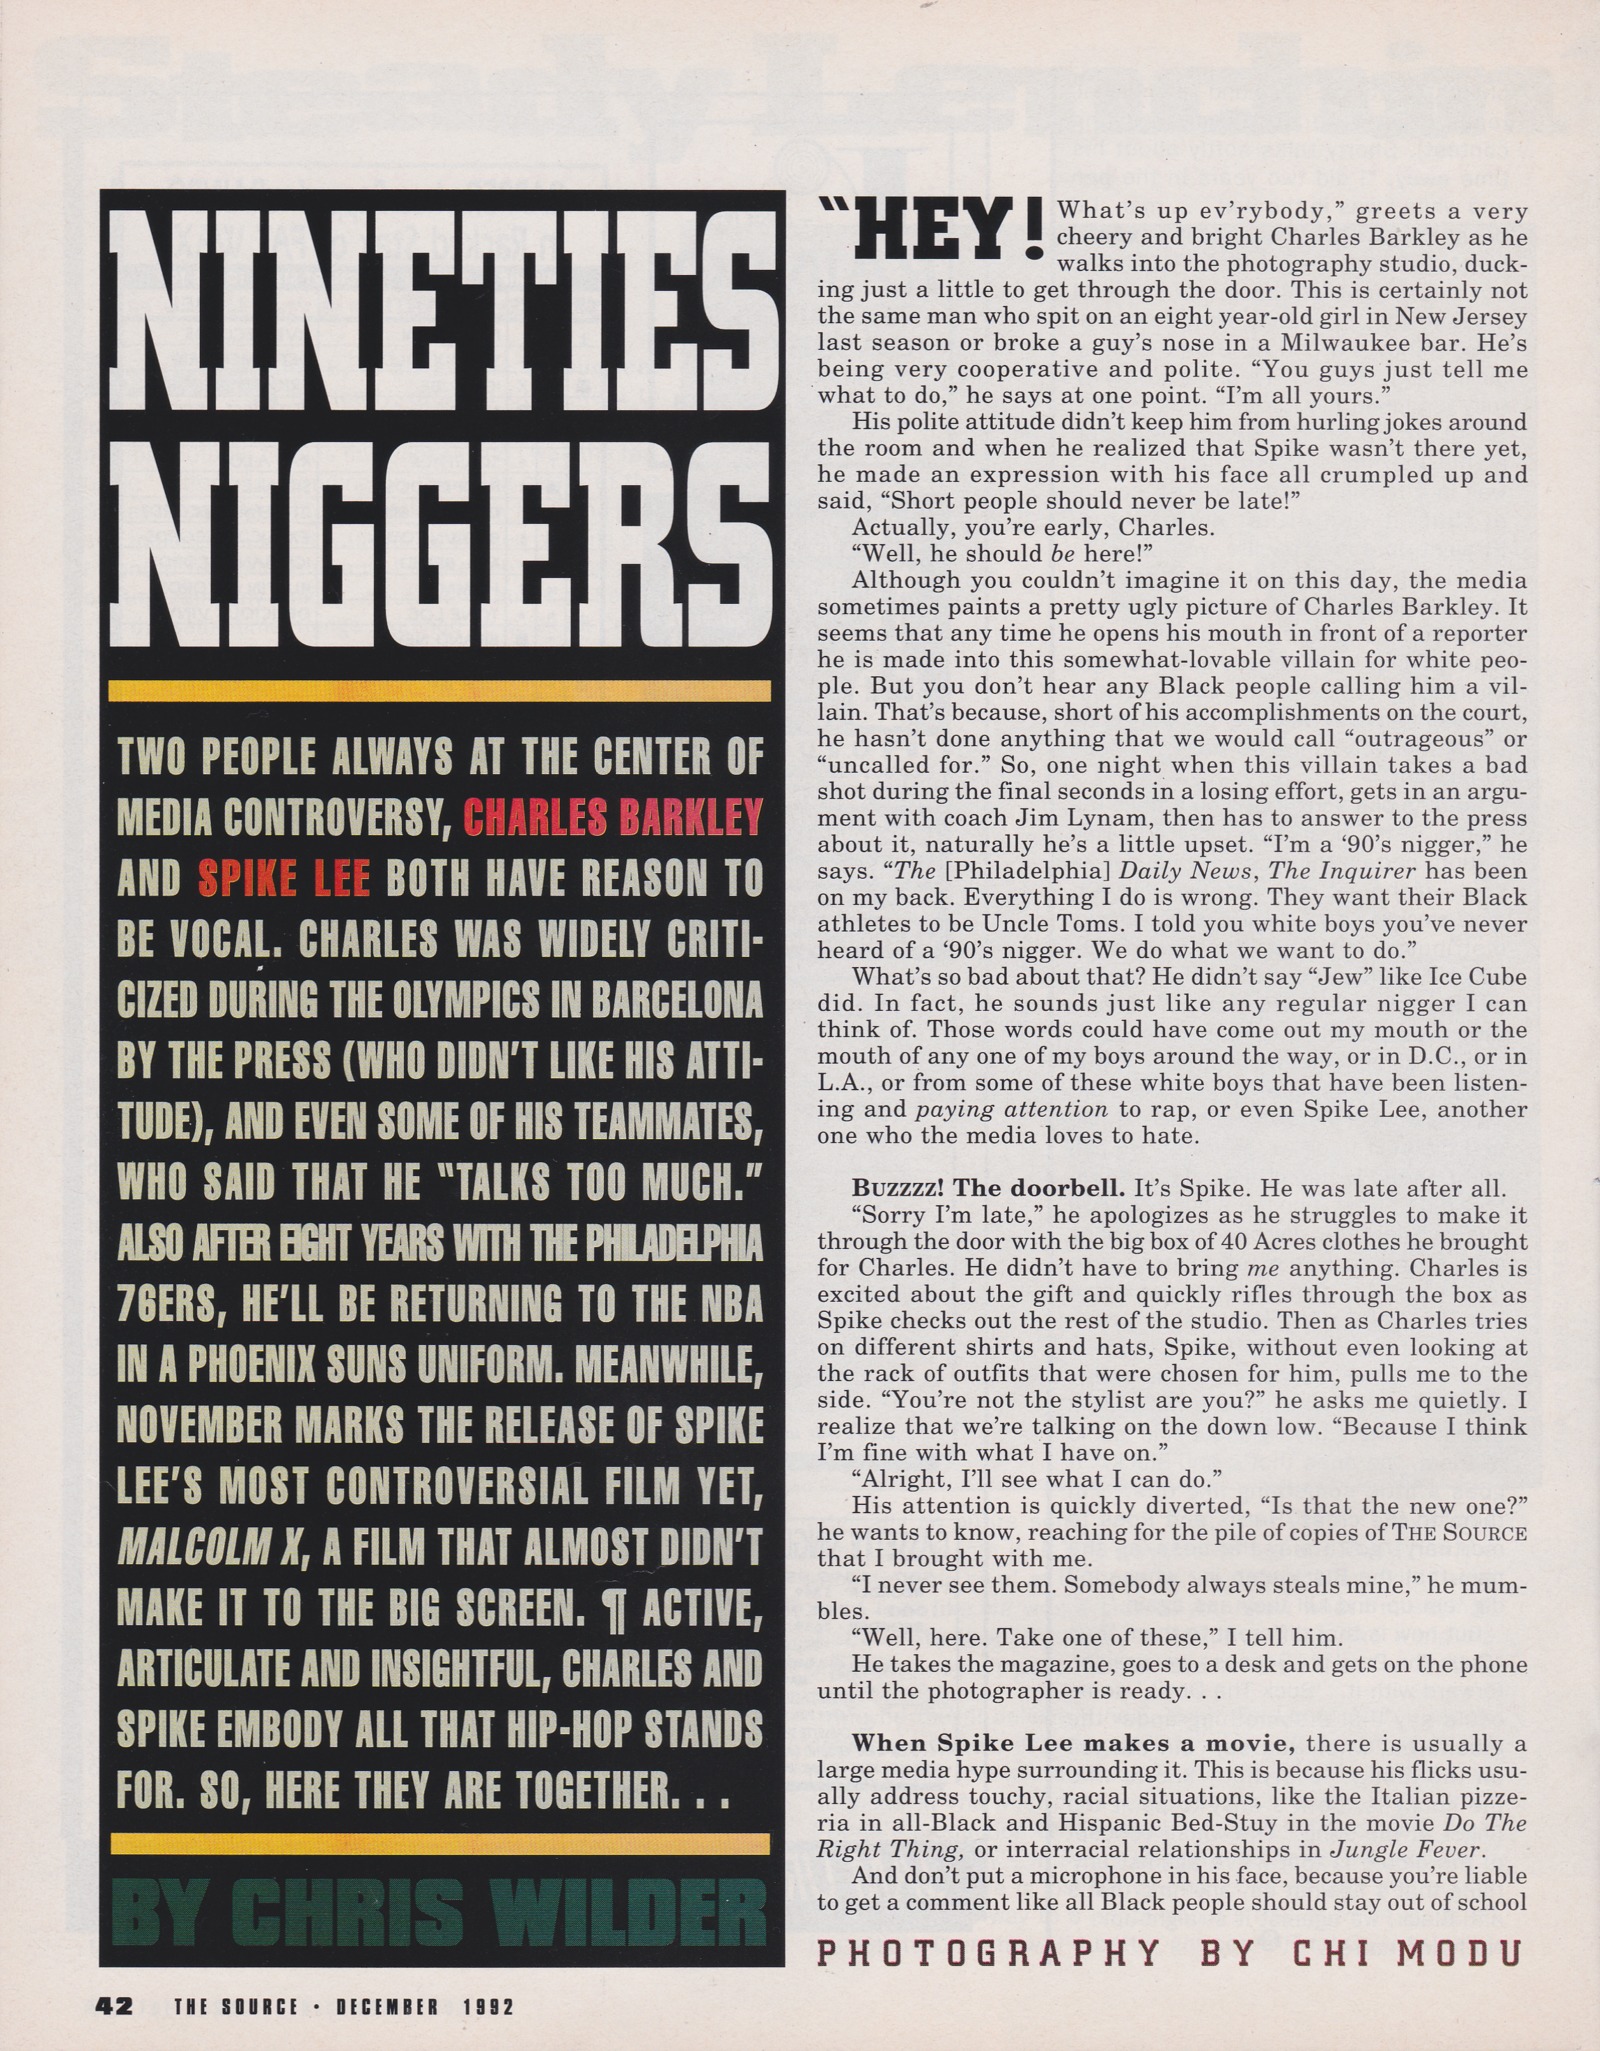 NINETIES
NIGGERS
TWO PEOPLE ALWAYS AT THE CENTER OF
MEDIA CONTROVERSY, CHARLES BARKLEY
AND SPIKE LEE BOTH HAVE REASON TO
BE VOCAL. CHARLES WAS WIDELY CRITI-
CIZED DURING THE OLYMPICS IN BARCELONA
BY THE PRESS (WHO DIDN'T LIKE HIS ATTI-
TUDE), AND EVEN SOME OF HIS TEAMMATES,
WHO SAID THAT HE "TALKS TOO MUCH."
ALSO AFTER EIGHT YEARS WITH THE PHILADELPHIA
76ERS, HE'LL BE RETURNING TO THE NBA
IN A PHOENIX SUNS UNIFORM. MEANWHILE,
NOVEMBER MARKS THE RELEASE OF SPIKE
LEE'S MOST CONTROVERSIAL FILM YET,
MALCOLM X, A FILM THAT ALMOST DIDN'T
MAKE IT TO THE BIG SCREEN. ¶ ACTIVE,
ARTICULATE AND INSIGHTFUL, CHARLES AND
SPIKE EMBODY ALL THAT HIP-HOP STANDS
FOR. SO, HERE THEY ARE TOGETHER. . .
BY CHRIS WILDER
“HEY! What's up ev'rybody,” greets a very
cheery and bright Charles Barkley as he
walks into the photography studio, duck-
ing just a little to get through the door. This is certainly not
the same man who spit on an eight year-old girl in New Jersey
last season or broke a guy's nose in a Milwaukee bar. He's
being very cooperative and polite. “You guys just tell me
what to do,” he says at one point. “I'm all yours.”
His polite attitude didn't keep him from hurling jokes around
the room and when he realized that Spike wasn't there yet,
he made an expression with his face all crumpled up and
said, “Short people should never be late!”
Actually, you're early, Charles.
“Well, he should be here!”
Although you couldn't imagine it on this day, the media
sometimes paints a pretty ugly picture of Charles Barkley. It
seems that any time he opens his mouth in front of a reporter
he is made into this somewhat-lovable villain for white peo-
ple. But you don't hear any Black people calling him a vil-
lain. That's because, short of his accomplishments on the court,
he hasn't done anything that we would call “outrageous” or
“uncalled for.” So, one night when this villain takes a bad
shot during the final seconds in a losing effort, gets in an argu-
ment with coach Jim Lynam, then has to answer to the press
about it, naturally he's a little upset. “I'm a ‘90's nigger,” he
says. “The [Philadelphia] Daily News, The Inquirer has been
on my back. Everything I do is wrong. They want their Black
athletes to be Uncle Toms. I told you white boys you've never
heard of a ‘90's nigger. We do what we want to do.”
What's so bad about that? He didn't say “Jew” like Ice Cube
did. In fact, he sounds just like any regular nigger I can
think of. Those words could have come out my mouth or the
mouth of any one of my boys around the way, or in D.C., or in
L.A., or from some of these white boys that have been listen-
ing and paying attention to rap, or even Spike Lee, another
one who the media loves to hate.
BUZZZZ! The doorbell. It's Spike. He was late after all.
“Sorry I'm late,” he apologizes as he struggles to make it
through the door with the big box of 40 Acres clothes he brought
for Charles. He didn't have to bring me anything. Charles is
excited about the gift and quickly rifles through the box as
Spike checks out the rest of the studio. Then as Charles tries
on different shirts and hats, Spike, without even looking at
the rack of outfits that were chosen for him, pulls me to the
side. “You're not the stylist are you?” he asks me quietly. I
realize that we're talking on the down low. “Because I think
I'm fine with what I have on.”
“Alright, I'll see what I can do.”
His attention is quickly diverted, “Is that the new one?”
he wants to know, reaching for the pile of copies of THE SOURCE
that I brought with me.
“I never see them. Somebody always steals mine,” he mum-
bles.
“Well, here. Take one of these,” I tell him.
He takes the magazine, goes to a desk and gets on the phone
until the photographer is ready. . .
When Spike Lee makes a movie, there is usually a
large media hype surrounding it. This is because his flicks usu-
ally address touchy, racial situations, like the Italian pizze-
ria in all-Black and Hispanic Bed-Stuy in the movie Do The
Right Thing, or interracial relationships in Jungle Fever.
And don't put a microphone in his face, because you're liable
to get a comment like all Black people should stay out of school
PHOTOGRAPHY BY CHI MODU
42 THE SOURCE • DECEMBER 1992